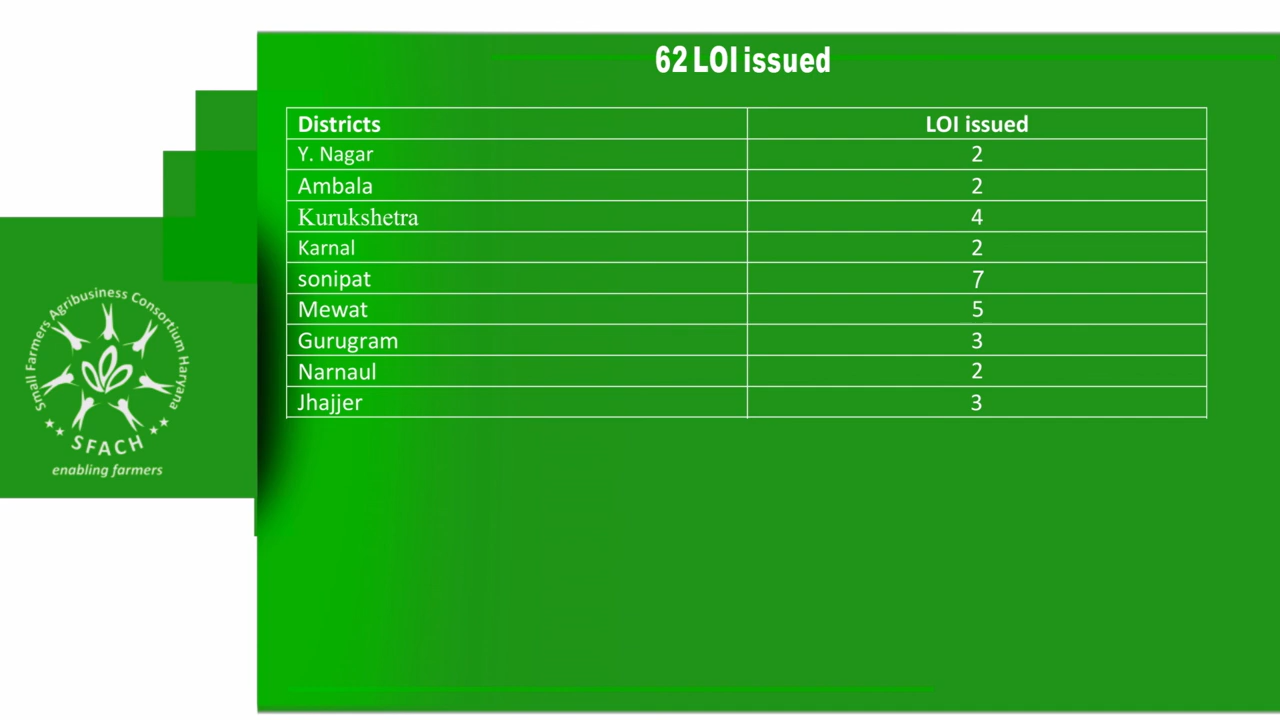 62 LOI issued
Districts LOI issued
Y. Nagar 2
Ambala 2
Kurukshetra 4
Karnal 2
sonipat 7
Mewat 5
Gurugram 3
Narnaul 2
Jhajjer 3
Small Farmers Agribusiness Consortium Haryana
SFACH
enabling farmers